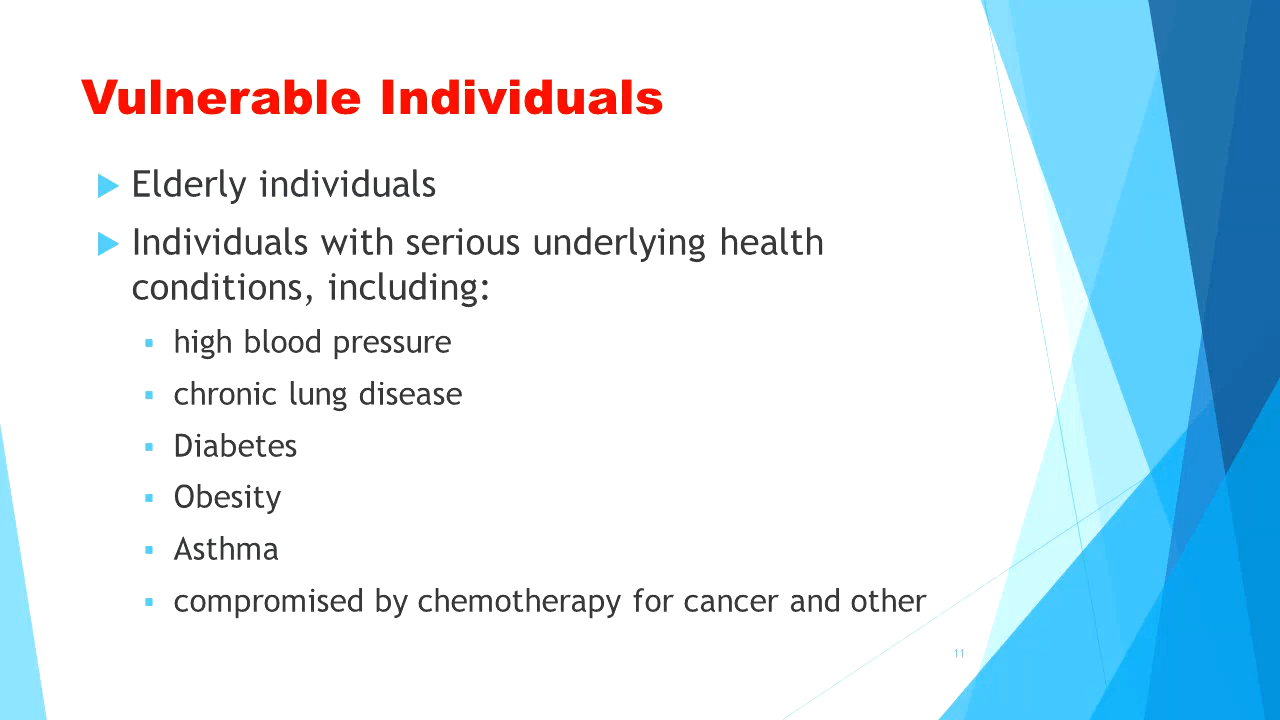 Vulnerable Individuals
Elderly individuals
Individuals with serious underlying health
conditions, including:
high blood pressure
chronic lung disease
Diabetes
Obesity
Asthma
compromised by chemotherapy for cancer and other
11